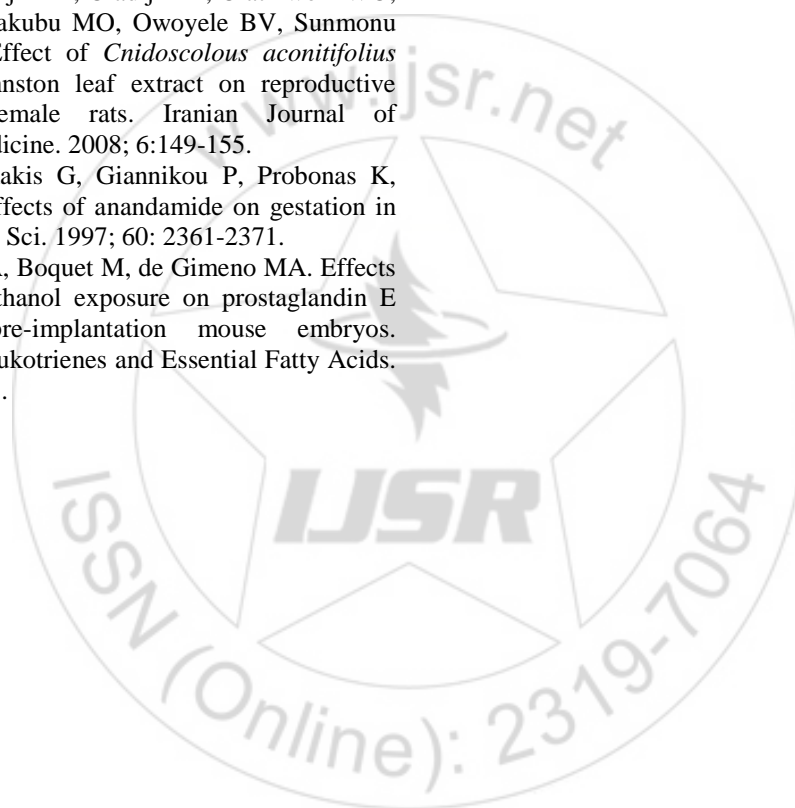 akubu MO, Owoyele BV, Sunmonu
Effect of Cnidoscolous aconitifolius
nston leaf extract on reproductive
emale rats. Iranian Journal of
dicine. 2008; 6:149-155.
akis G, Giannikou P, Probonas K,
ffects of anandamide on gestation in
Sci. 1997; 60: 2361-2371.
, Boquet M, de Gimeno MA. Effects
thanol exposure on prostaglandin E
re-implantation mouse embryos.
ukotrienes and Essential Fatty Acids.
.
www.ijsr.net
IJSR
ISSN (Online): 2319-7064